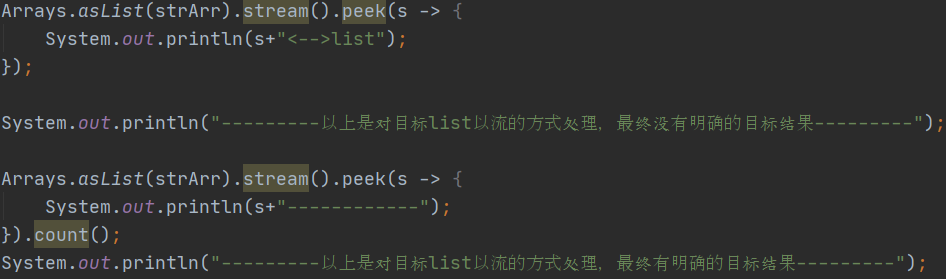 Arrays.asList(strArr).stream().peek(s -> {
System.out.println(s+"<-->list");
});
System.out.println("---------以上是对目标list以流的方式处理, 最终没有明确的目标结果---------");
Arrays.asList(strArr).stream().peek(s -> {
System.out.println(s+"------------");
}).count();
System.out.println("---------以上是对目标list以流的方式处理, 最终有明确的目标结果---------");